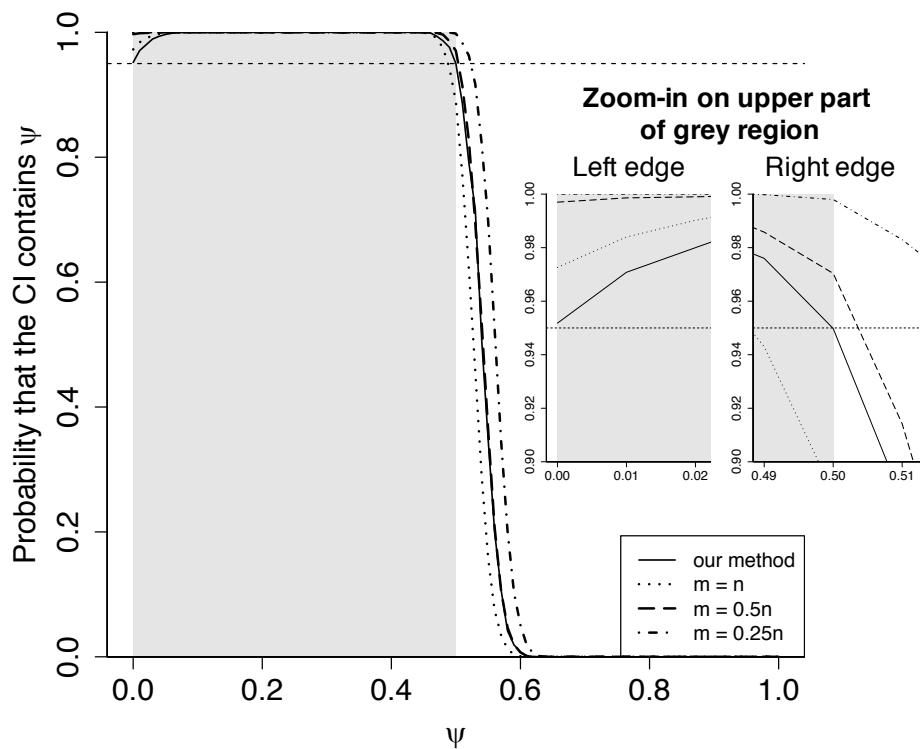 Probability that the CI contains ψ
1.0
0.8
0.6
0.4
0.2
0.0
0.0 0.2 0.4 0.6 0.8 1.0
ψ
Zoom-in on upper part
of grey region
Left edge Right edge
1.00
0.98
0.96
0.94
0.92
0.90
0.00 0.01 0.02
1.00
0.98
0.96
0.94
0.92
0.90
0.49 0.50 0.51
our method
m = n
m = 0.5n
m = 0.25n